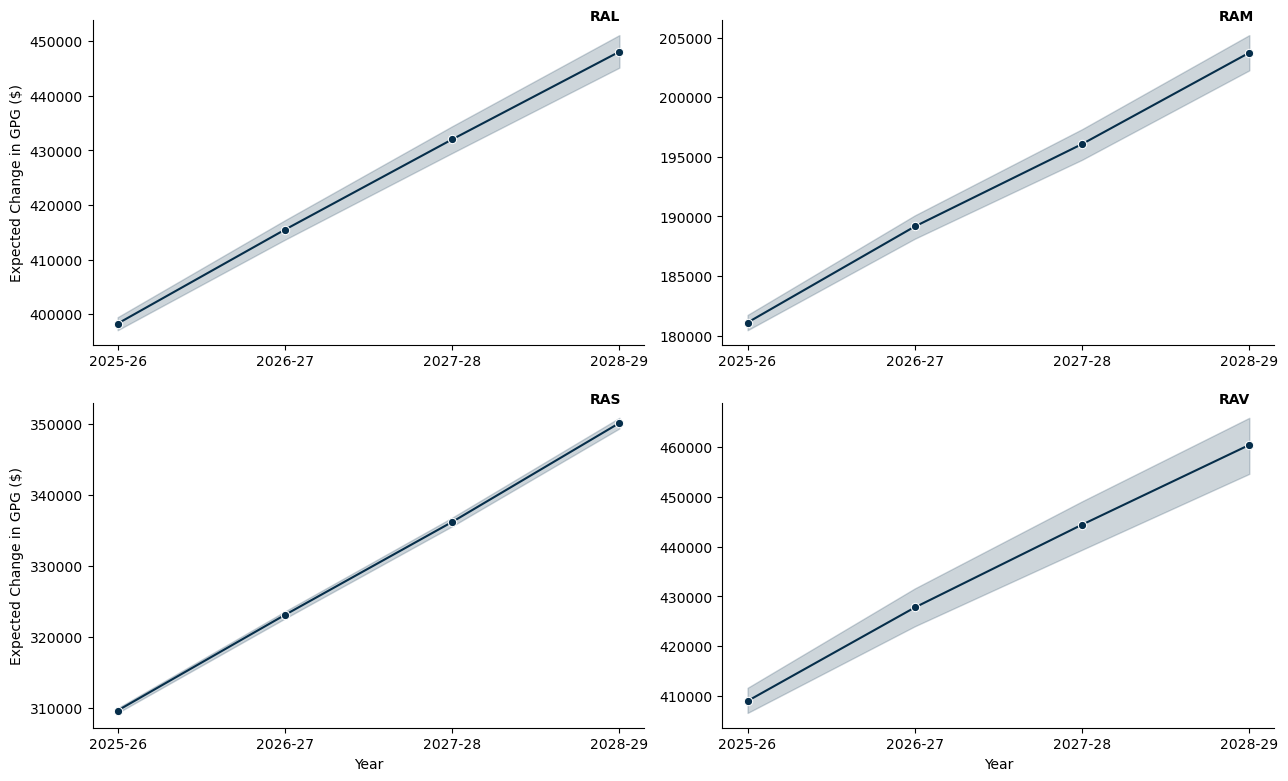 RAL
Expected Change in GPG ($)
450000
440000
430000
420000
410000
400000
2025-26 2026-27 2027-28 2028-29
RAM
205000
200000
195000
190000
185000
180000
2025-26 2026-27 2027-28 2028-29
RAS
Expected Change in GPG ($)
350000
340000
330000
320000
310000
2025-26 2026-27 2027-28 2028-29
Year
RAV
460000
450000
440000
430000
420000
410000
2025-26 2026-27 2027-28 2028-29
Year